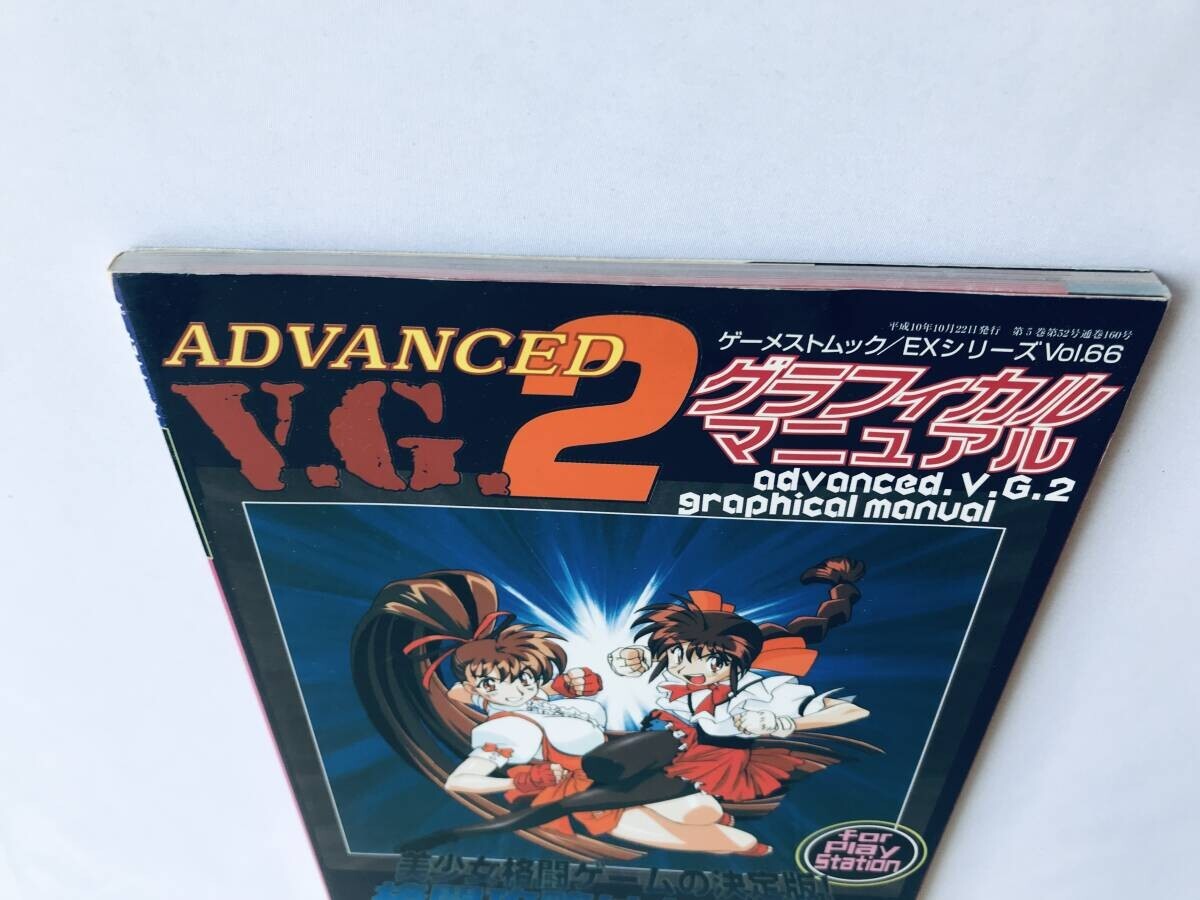 平成10年10月22日発行 第5巻第52号通巻160号
ゲーメストムック/EXシリーズVol.66
ADVANCED
V.G.2
グラフィカル
マニュアル
advanced.V.G.2
graphical manual
for
play
station
美少女格闘ゲームの決定版!